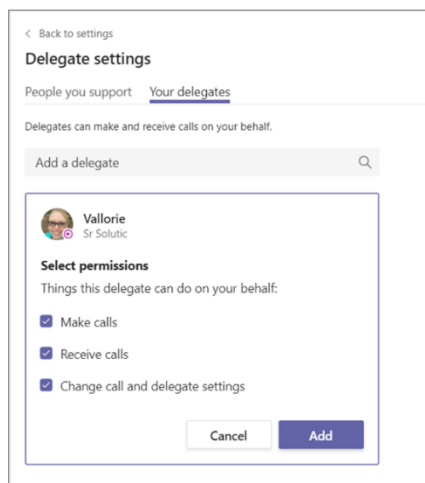 < Back to settings
Delegate settings
People you support Your delegates
Delegates can make and receive calls on your behalf.
Add a delegate
Vallorie
Sr Solutic
Select permissions
Things this delegate can do on your behalf:
Make calls
Receive calls
Change call and delegate settings
Cancel Add